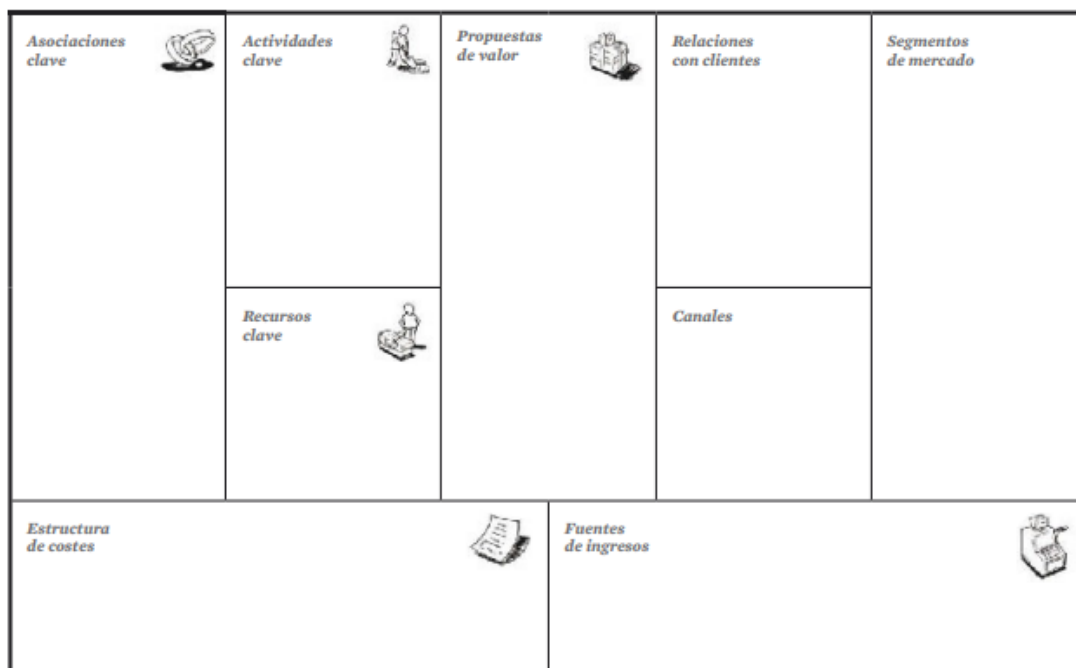 Asociaciones
clave
Actividades
clave
Propuestas
de valor
Relaciones
con clientes
Segmentos
de mercado
Recursos
clave
Canales
Estructura
de costes
Fuentes
de ingresos